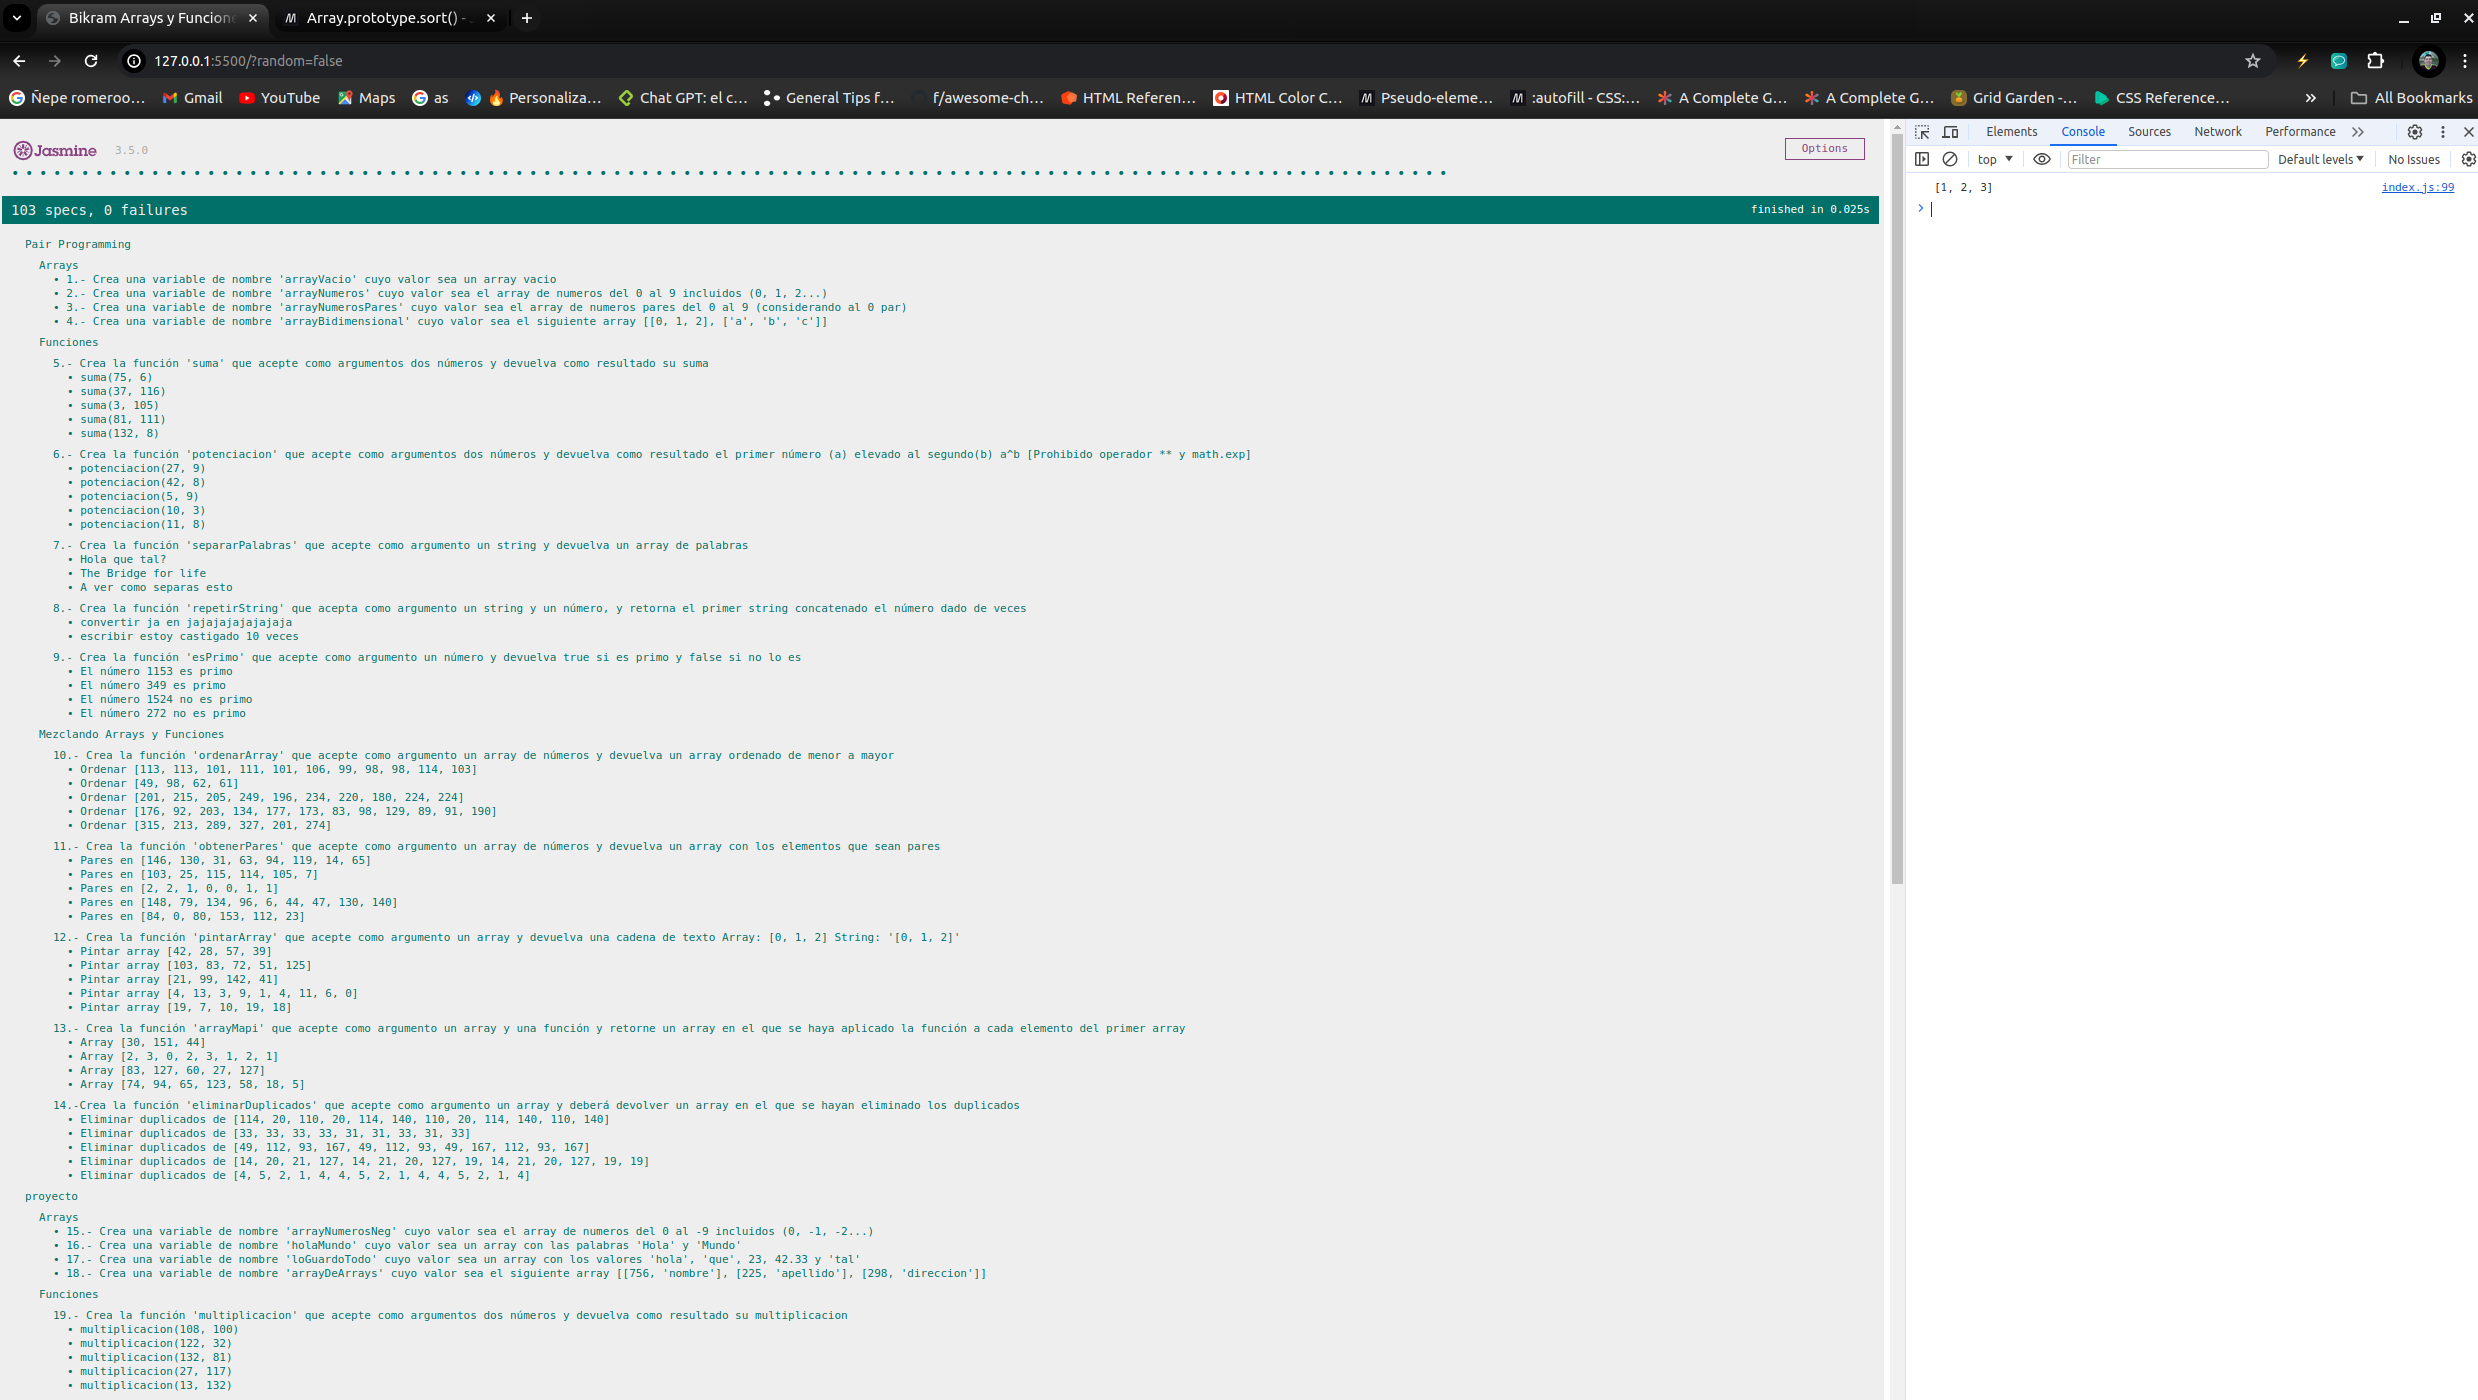 Bikram Arrays y Funcione
Array.prototype.sort() -
127.0.0.1:5500/?random=false
Ñepe romeroo...
Gmail
YouTube
Maps
as
🔥 Personaliza...
Chat GPT: el c...
General Tips f...
f/awesome-ch...
HTML Referen...
HTML Color C...
Pseudo-eleme...
:autofill - CSS:...
A Complete G...
A Complete G...
Grid Garden -...
CSS Reference...
All Bookmarks
Jasmine 3.5.0
Options
103 specs, 0 failures
finished in 0.025s
Pair Programming
Arrays
• 1.- Crea una variable de nombre 'arrayVacio' cuyo valor sea un array vacio
• 2.- Crea una variable de nombre 'arrayNumeros' cuyo valor sea el array de numeros del 0 al 9 incluidos (0, 1, 2...)
• 3.- Crea una variable de nombre 'arrayNumerosPares' cuyo valor sea el array de numeros pares del 0 al 9 (considerando al 0 par)
• 4.- Crea una variable de nombre 'arrayBidimensional' cuyo valor sea el siguiente array [[0, 1, 2], ['a', 'b', 'c']]
Funciones
5.- Crea la función 'suma' que acepte como argumentos dos números y devuelva como resultado su suma
• suma(75, 6)
• suma(37, 116)
• suma(3, 105)
• suma(81, 111)
• suma(132, 8)
6.- Crea la función 'potenciacion' que acepte como argumentos dos números y devuelva como resultado el primer número (a) elevado al segundo(b) a^b [Prohibido operador ** y math.exp]
• potenciacion(27, 9)
• potenciacion(42, 8)
• potenciacion(5, 9)
• potenciacion(10, 3)
• potenciacion(11, 8)
7.- Crea la función 'separarPalabras' que acepte como argumento un string y devuelva un array de palabras
• Hola que tal?
• The Bridge for life
• A ver como separas esto
8.- Crea la función 'repetirString' que acepta como argumento un string y un número, y retorna el primer string concatenado el número dado de veces
• convertir ja en jajajajajajajaja
• escribir estoy castigado 10 veces
9.- Crea la función 'esPrimo' que acepte como argumento un número y devuelva true si es primo y false si no lo es
• El número 1153 es primo
• El número 349 es primo
• El número 1524 no es primo
• El número 272 no es primo
Mezclando Arrays y Funciones
10.- Crea la función 'ordenarArray' que acepte como argumento un array de números y devuelva un array ordenado de menor a mayor
• Ordenar [113, 113, 101, 111, 101, 106, 99, 98, 98, 114, 103]
• Ordenar [49, 98, 62, 61]
• Ordenar [201, 215, 205, 249, 196, 234, 220, 180, 224, 224]
• Ordenar [176, 92, 203, 134, 177, 173, 83, 98, 129, 89, 91, 190]
• Ordenar [315, 213, 289, 327, 201, 274]
11.- Crea la función 'obtenerPares' que acepte como argumento un array de números y devuelva un array con los elementos que sean pares
• Pares en [146, 130, 31, 63, 94, 119, 14, 65]
• Pares en [103, 25, 115, 114, 105, 7]
• Pares en [2, 2, 1, 0, 0, 1, 1]
• Pares en [148, 79, 134, 96, 6, 44, 47, 130, 140]
• Pares en [84, 0, 80, 153, 112, 23]
12.- Crea la función 'pintarArray' que acepte como argumento un array y devuelva una cadena de texto Array: [0, 1, 2] String: '[0, 1, 2]'
• Pintar array [42, 28, 57, 39]
• Pintar array [103, 83, 72, 51, 125]
• Pintar array [21, 99, 142, 41]
• Pintar array [4, 13, 3, 9, 1, 4, 11, 6, 0]
• Pintar array [19, 7, 10, 19, 18]
13.- Crea la función 'arrayMapi' que acepte como argumento un array y una función y retorne un array en el que se haya aplicado la función a cada elemento del primer array
• Array [30, 151, 44]
• Array [2, 3, 0, 2, 3, 1, 2, 1]
• Array [83, 127, 60, 27, 127]
• Array [74, 94, 65, 123, 58, 18, 5]
14.-Crea la función 'eliminarDuplicados' que acepte como argumento un array y deberá devolver un array en el que se hayan eliminado los duplicados
• Eliminar duplicados de [114, 20, 110, 20, 114, 140, 110, 20, 114, 140, 110, 140]
• Eliminar duplicados de [33, 33, 33, 33, 31, 31, 33, 31, 33]
• Eliminar duplicados de [49, 112, 93, 167, 49, 112, 93, 49, 167, 112, 93, 167]
• Eliminar duplicados de [14, 20, 21, 127, 14, 21, 20, 127, 19, 14, 21, 20, 127, 19, 19]
• Eliminar duplicados de [4, 5, 2, 1, 4, 4, 5, 2, 1, 4, 4, 5, 2, 1, 4]
proyecto
Arrays
• 15.- Crea una variable de nombre 'arrayNumerosNeg' cuyo valor sea el array de numeros del 0 al -9 incluidos (0, -1, -2...)
• 16.- Crea una variable de nombre 'holaMundo' cuyo valor sea un array con las palabras 'Hola' y 'Mundo'
• 17.- Crea una variable de nombre 'loGuardoTodo' cuyo valor sea un array con los valores 'hola', 'que', 23, 42.33 y 'tal'
• 18.- Crea una variable de nombre 'arrayDeArrays' cuyo valor sea el siguiente array [[756, 'nombre'], [225, 'apellido'], [298, 'direccion']]
Funciones
19.- Crea la función 'multiplicacion' que acepte como argumentos dos números y devuelva como resultado su multiplicacion
• multiplicacion(108, 100)
• multiplicacion(122, 32)
• multiplicacion(132, 81)
• multiplicacion(27, 117)
• multiplicacion(13, 132)
Elements Console Sources Network Performance
top
Filter
Default levels
No Issues
[1, 2, 3]
index.js:99